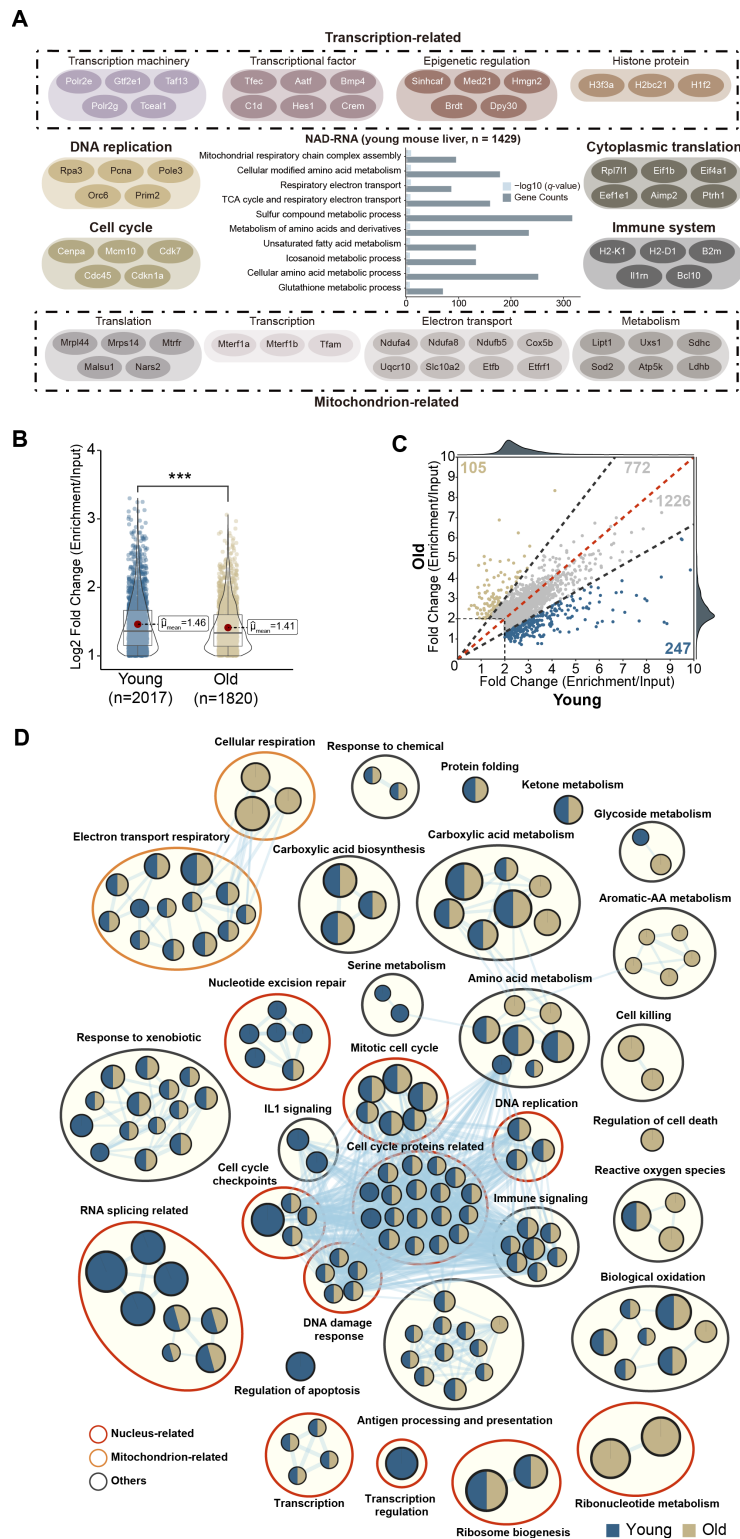 A
Transcription-related
Transcription machinery
Transcriptional factor
Epigenetic regulation
Histone protein
Polr2e Gtf2e1 Taf13
Tfec Aatf Bmp4
Sinhcaf Med21 Hmgn2
H3f3a H2bc21 H1f2
Polr2g Tceal1
C1d Hes1 Crem
Brdt Dpy30
DNA replication
NAD-RNA (young mouse liver, n = 1429)
Cytoplasmic translation
Rpa3 Pcna Pole3
Orc6 Prim2
Cell cycle
Cenpa Mcm10 Cdk7
Cdc45 Cdkn1a
Mitochondrial respiratory chain complex assembly
Cellular modified amino acid metabolism
Respiratory electron transport
TCA cycle and respiratory electron transport
Sulfur compound metabolic process
Metabolism of amino acids and derivatives
Unsaturated fatty acid metabolism
Icosanoid metabolic process
Cellular amino acid metabolic process
Glutathione metabolic process
−log10 (q-value)
Gene Counts
0 100 200 300
Rpl7l1 Eif1b Eif4a1
Eef1e1 Aimp2 Ptrh1
Immune system
H2-K1 H2-D1 B2m
Il1rn Bcl10
Translation
Transcription
Electron transport
Metabolism
Mrpl44 Mrps14 Mtrfr
Mterf1a Mterf1b Tfam
Ndufa4 Ndufa8 Ndufb5 Cox5b
Lipt1 Uxs1 Sdhc
Malsu1 Nars2
Uqcr10 Slc10a2 Etfb Etfrf1
Sod2 Atp5k Ldhb
Mitochondrion-related
B
Log2 Fold Change (Enrichment/Input)
4
3
2
1
***
μ̂mean=1.46
μ̂mean=1.41
Young
(n=2017)
Old
(n=1820)
C
Old
Fold Change (Enrichment/Input)
10
9
8
7
6
5
4
3
2
1
0
105
772
1226
247
1 2 3 4 5 6 7 8 9 10
Fold Change (Enrichment/Input)
Young
D
Cellular respiration
Response to chemical
Protein folding
Ketone metabolism
Glycoside metabolism
Electron transport respiratory
Carboxylic acid biosynthesis
Carboxylic acid metabolism
Aromatic-AA metabolism
Serine metabolism
Amino acid metabolism
Nucleotide excision repair
Cell killing
Response to xenobiotic
Mitotic cell cycle
IL1 signaling
DNA replication
Regulation of cell death
Cell cycle proteins related
Cell cycle
checkpoints
Immune signaling
Reactive oxygen species
RNA splicing related
Biological oxidation
DNA damage
response
Regulation of apoptosis
Antigen processing and presentation
Nucleus-related
Mitochondrion-related
Others
Transcription
Transcription
regulation
Ribosome biogenesis
Ribonucleotide metabolism
Young Old